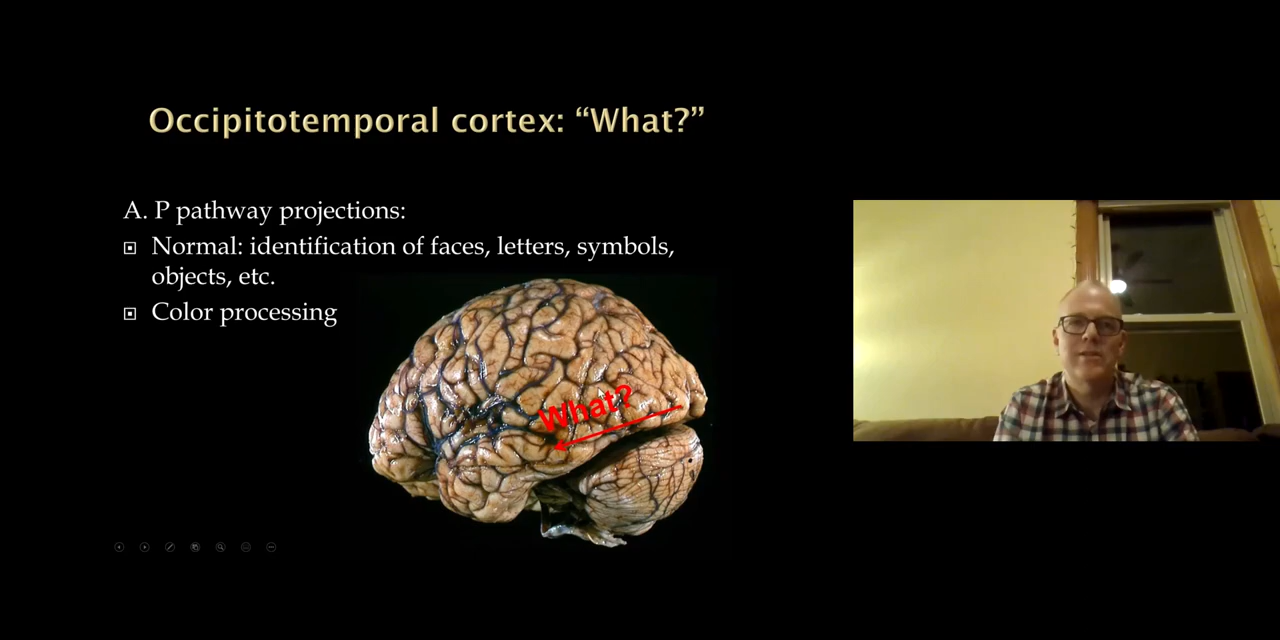 Occipitotemporal cortex: “What?”
A. P pathway projections:
Normal: identification of faces, letters, symbols,
objects, etc.
Color processing
What?